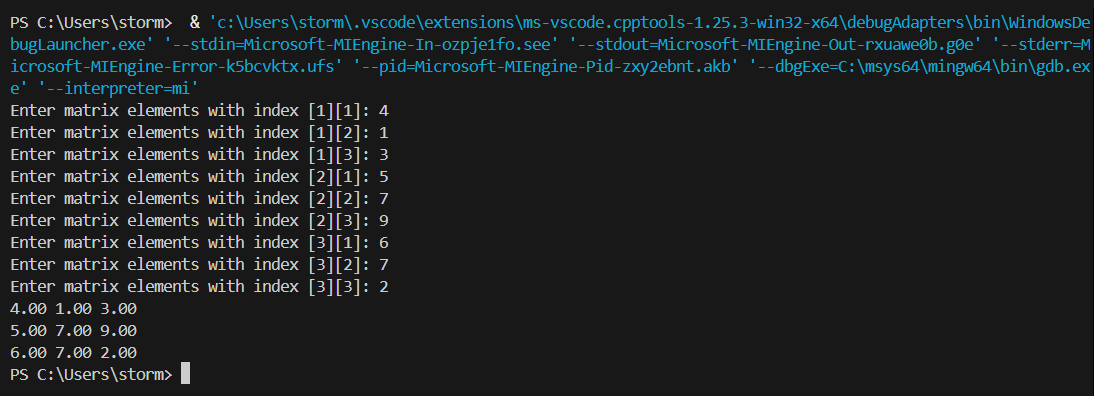 PS C:\Users\storm>  & 'c:\Users\storm\.vscode\extensions\ms-vscode.cpptools-1.25.3-win32-x64\debugAdapters\bin\WindowsDe
bugLauncher.exe' '--stdin=Microsoft-MIEngine-In-ozpje1fo.see' '--stdout=Microsoft-MIEngine-Out-rxuawe0b.g0e' '--stderr=M
icrosoft-MIEngine-Error-k5bcvktx.ufs' '--pid=Microsoft-MIEngine-Pid-zxy2ebnt.akb' '--dbgExe=C:\msys64\mingw64\bin\gdb.ex
e' '--interpreter=mi'
Enter matrix elements with index [1][1]: 4
Enter matrix elements with index [1][2]: 1
Enter matrix elements with index [1][3]: 3
Enter matrix elements with index [2][1]: 5
Enter matrix elements with index [2][2]: 7
Enter matrix elements with index [2][3]: 9
Enter matrix elements with index [3][1]: 6
Enter matrix elements with index [3][2]: 7
Enter matrix elements with index [3][3]: 2
4.00 1.00 3.00
5.00 7.00 9.00
6.00 7.00 2.00
PS C:\Users\storm>